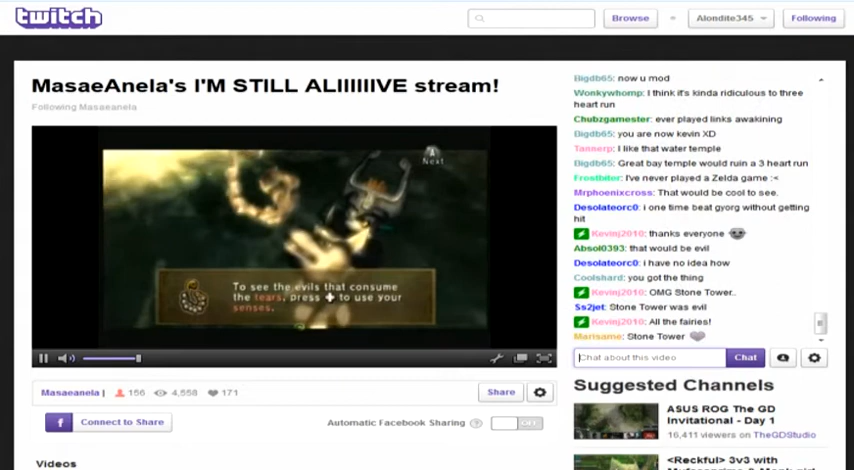 twitch
Browse
Alondite345
Following
MasaeAnela's I'M STILL ALIIIIIIVE stream!
Following Masaeanela
A
Next
To see the evils that consume
the tears, press + to use your
senses.
Masaeanela |
156
4,558
171
Share
f
Connect to Share
Automatic Facebook Sharing
?
OFF
Videos
Bigdb65: now u mod
Wonkywhomp: I think it's kinda ridiculous to three
heart run
Chubzgamester: ever played links awakining
Bigdb65: you are now kevin XD
Tannerp: I like that water temple
Bigdb65: Great bay temple would ruin a 3 heart run
Frostbiter: I've never played a Zelda game :<
Mrphoenixcross: That would be cool to see.
Desolateorc0: i one time beat gyorg without getting
hit
Kevinj2010: thanks everyone
Absol0393: that would be evil
Desolateorc0: i have no idea how
Coolshard: you got the thing
Kevinj2010: OMG Stone Tower..
Ss2jet: Stone Tower was evil
Kevinj2010: All the fairies!
Marisame: Stone Tower
Chat about this video
Chat
Suggested Channels
ASUS ROG The GD
Invitational - Day 1
16,411 viewers on TheGDStudio
<Reckful> 3v3 with